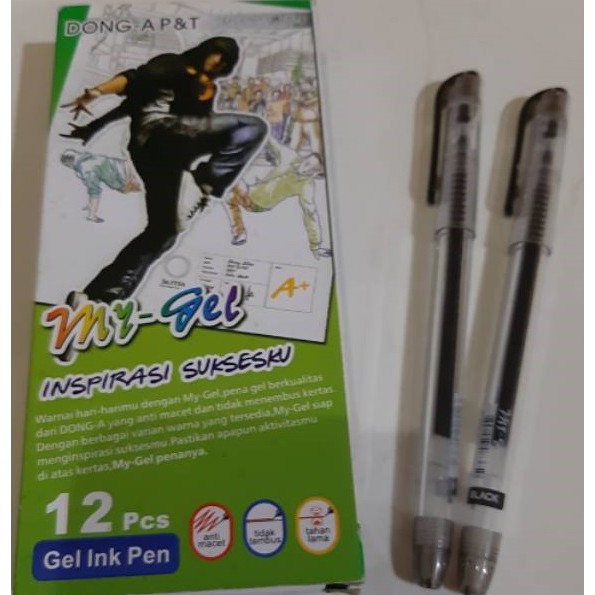 DONG-A P&T
A+
My-Gel
INSPIRASI SUKSESKU
Warnai hari-harimu dengan My-Gel,pena gel berkualitas
dari DONG-A yang anti macet dan tidak menembus kertas.
Dengan berbagai varian warna yang tersedia,My-Gel siap
menginspirasi suksesmu Pastikan apapun aktivitasmu
di atas kertas,My-Gel penanya.
12 Pcs
Gel Ink Pen
anti
macet
tidak
tembus
tahan
lama
BLACK